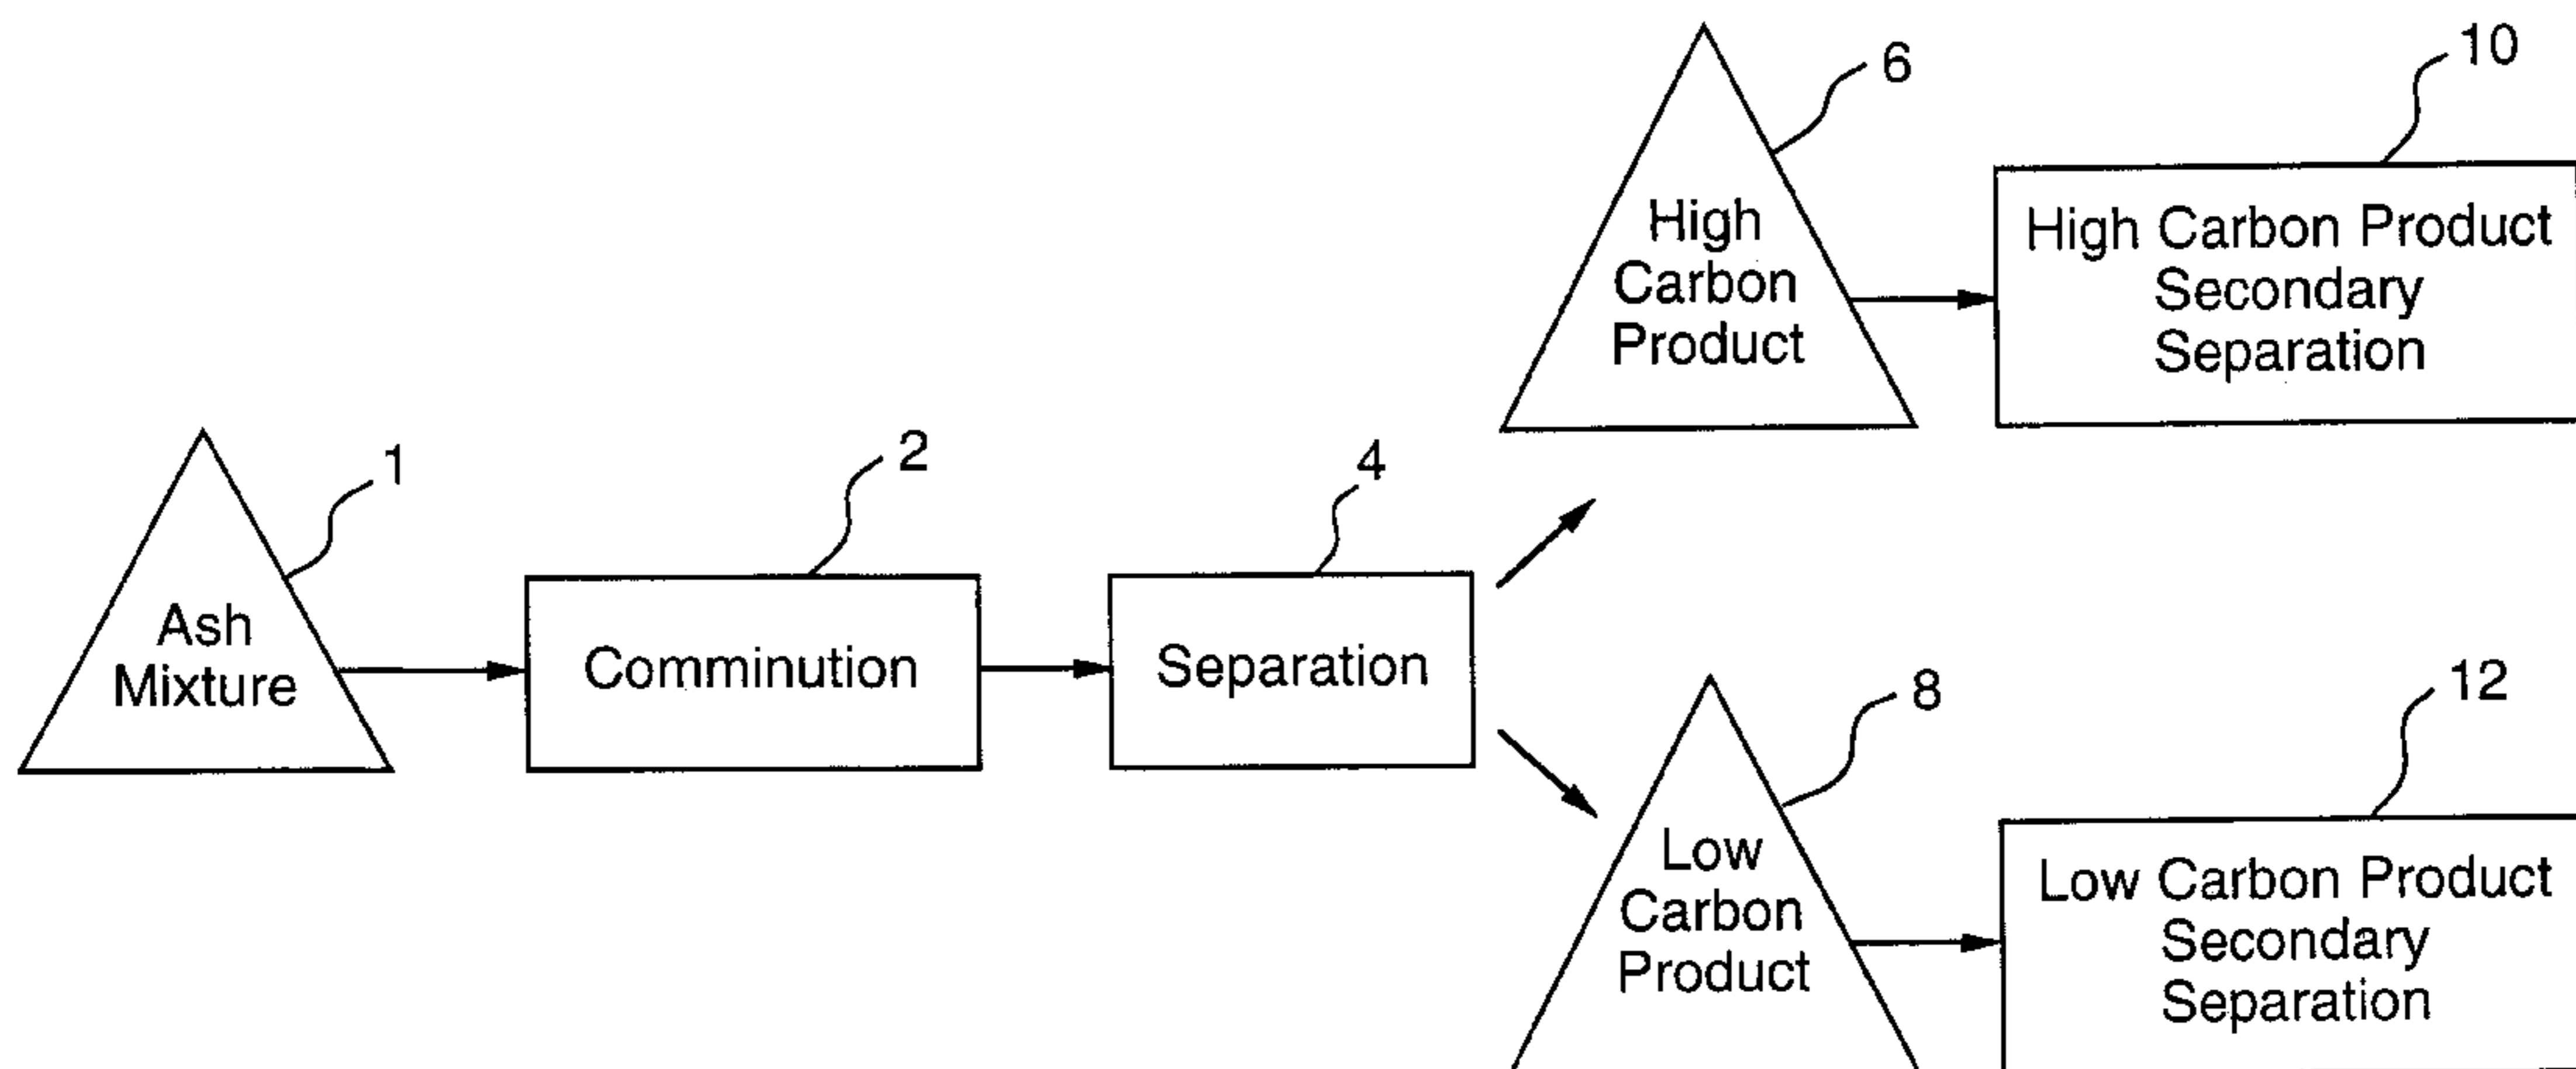 1
Ash
Mixture
2
Comminution
4
Separation
6
High
Carbon
Product
10
High Carbon Product
Secondary
Separation
8
Low
Carbon
Product
12
Low Carbon Product
Secondary
Separation